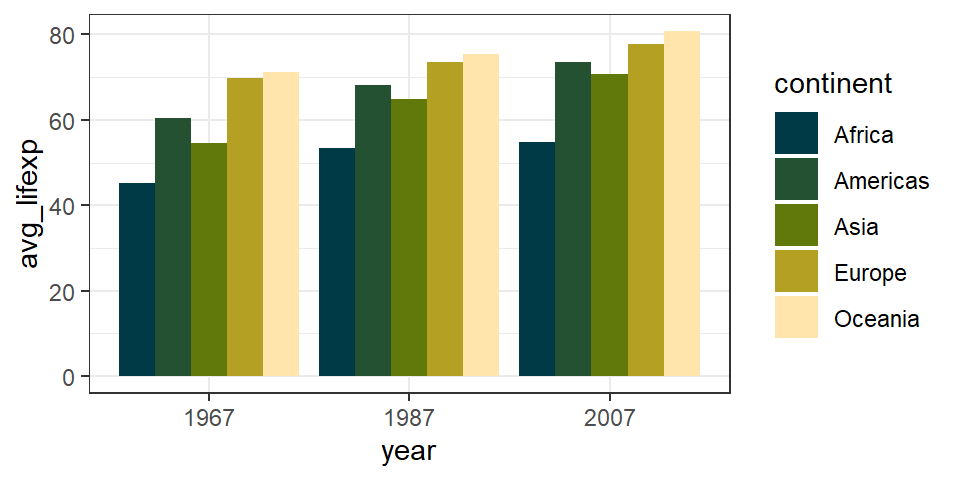 80
60
40
20
0
avg_lifexp
1967 1987 2007
year
continent
Africa
Americas
Asia
Europe
Oceania